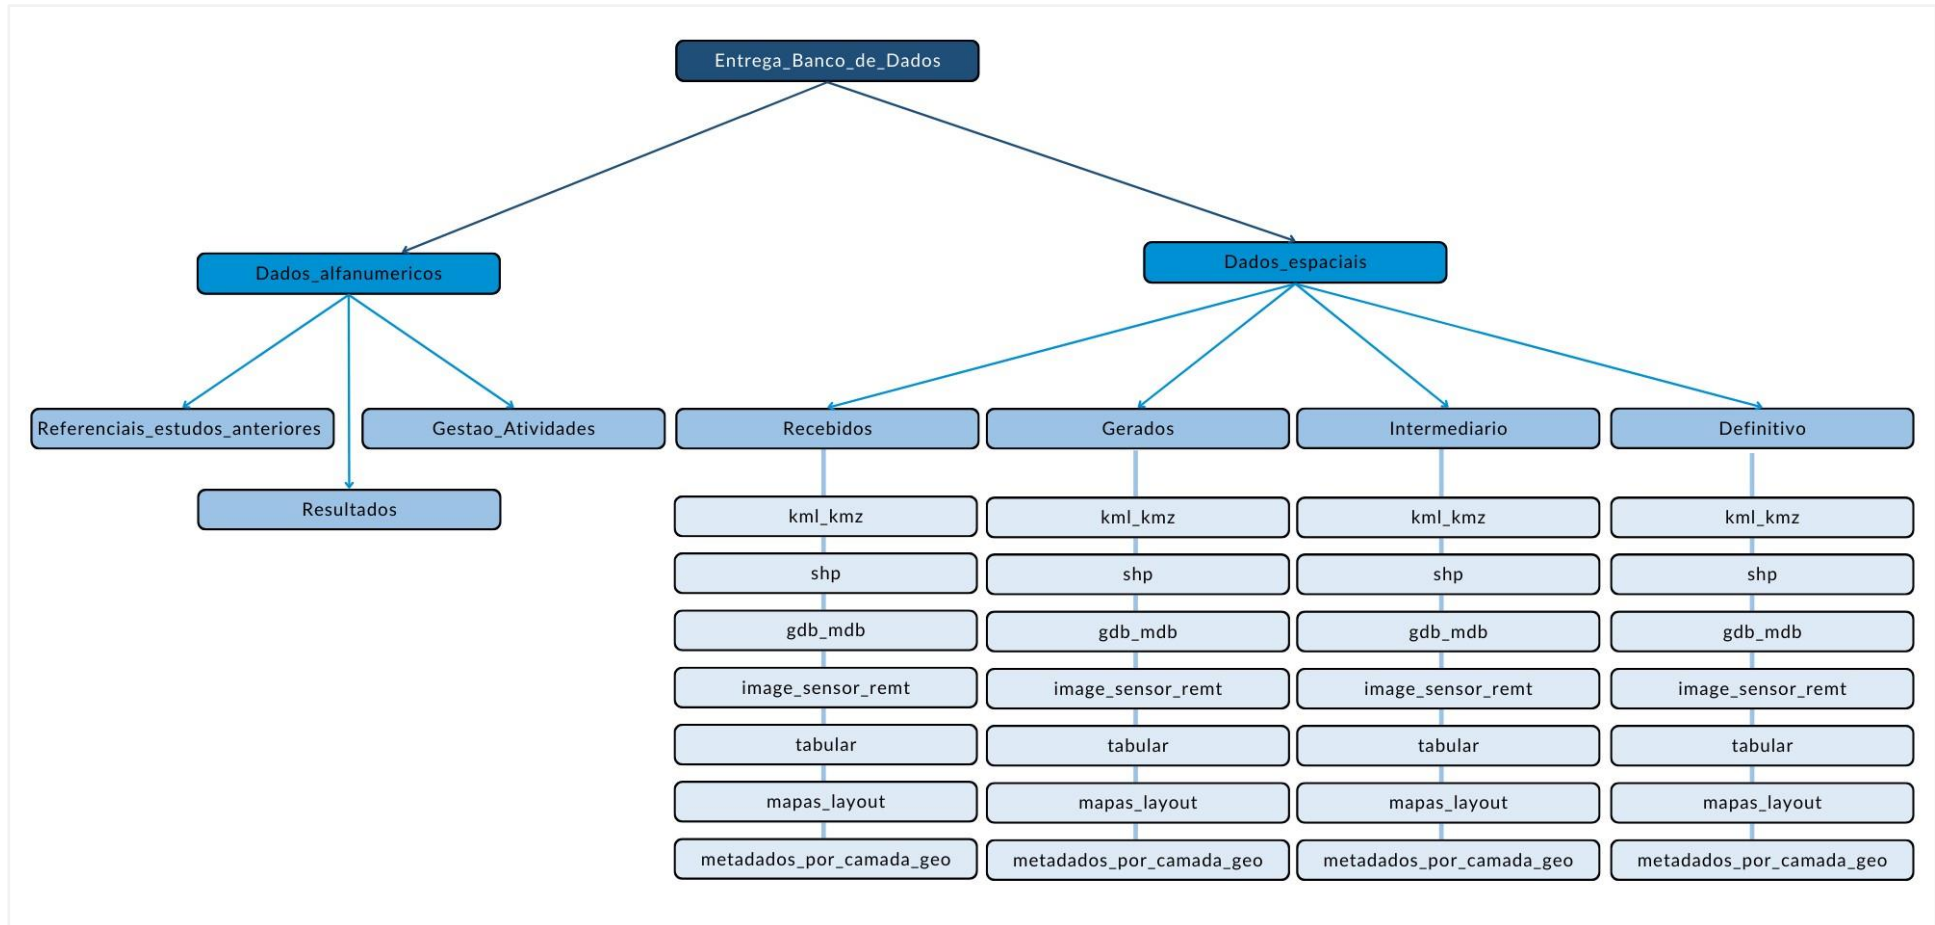 Entrega_Banco_de_Dados
Dados_alfanumericos
Dados_espaciais
Referenciais_estudos_anteriores
Gestao_Atividades
Resultados
Recebidos
Gerados
Intermediario
Definitivo
kml_kmz
kml_kmz
kml_kmz
kml_kmz
shp
shp
shp
shp
gdb_mdb
gdb_mdb
gdb_mdb
gdb_mdb
image_sensor_remt
image_sensor_remt
image_sensor_remt
image_sensor_remt
tabular
tabular
tabular
tabular
mapas_layout
mapas_layout
mapas_layout
mapas_layout
metadados_por_camada_geo
metadados_por_camada_geo
metadados_por_camada_geo
metadados_por_camada_geo